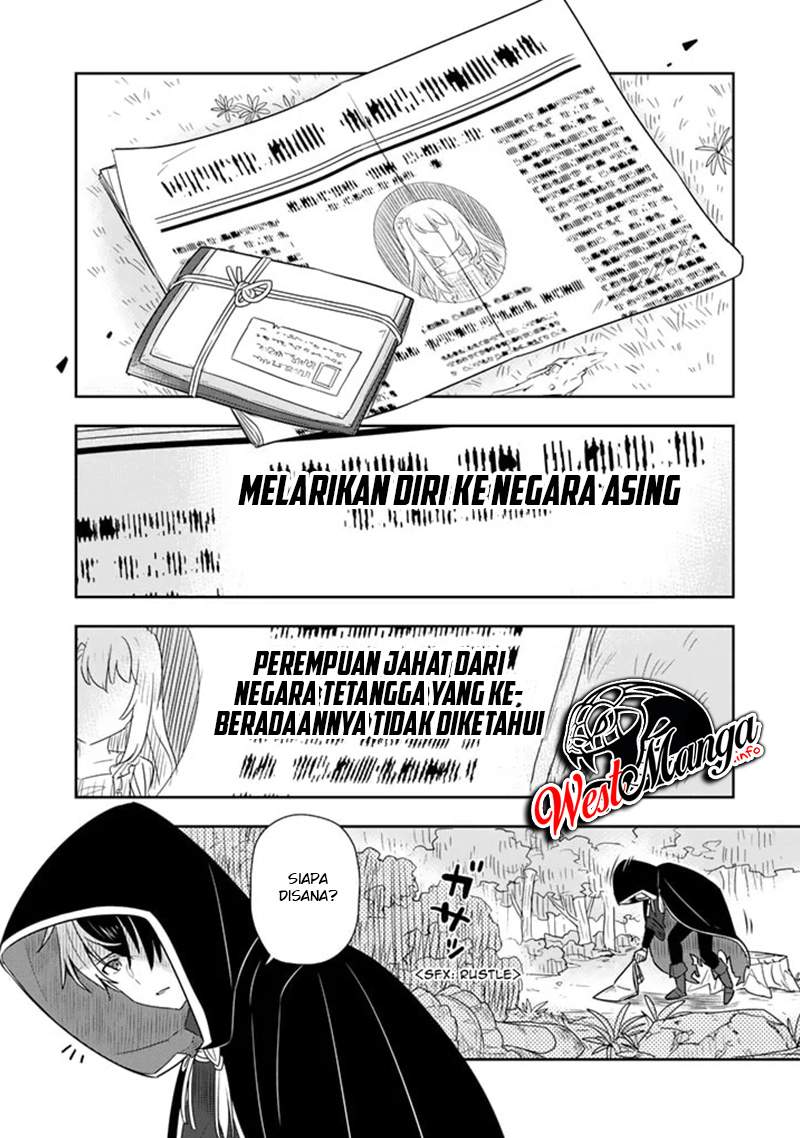 MELARIKAN DIRI KE NEGARA ASING
PEREMPUAN JAHAT DARI
NEGARA TETANGGA YANG KE-
BERADAANNYA TIDAK DIKETAHUI
WestManga
.info
SIAPA
DISANA?
ガサッ
<SFX: RUSTLE>